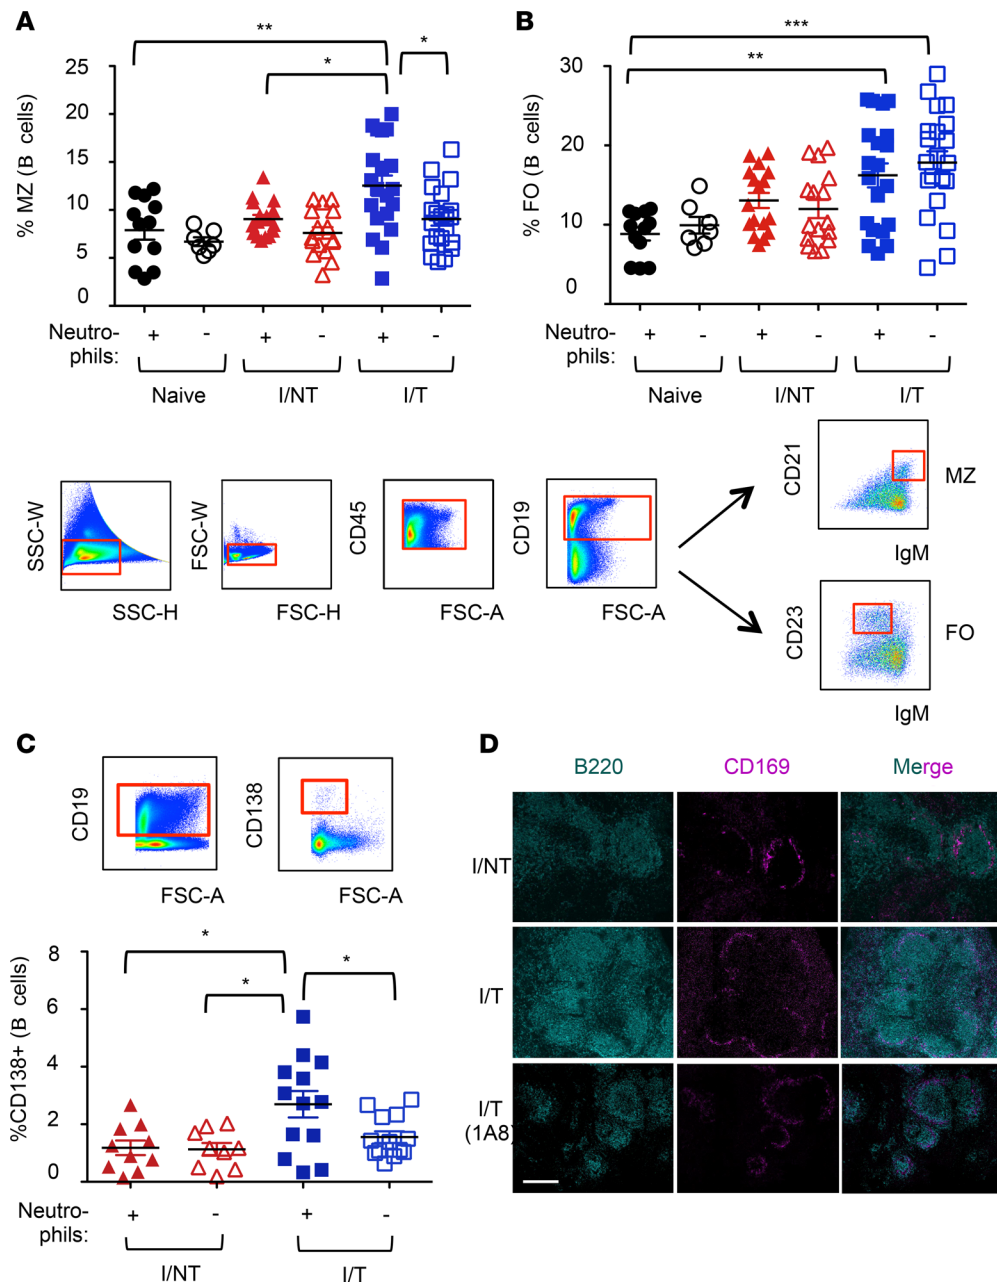 A
% MZ (B cells)
25
20
15
10
5
0
**
*
*
Neutro-
phils:
+ - + - + -
Naive I/NT I/T
B
% FO (B cells)
30
20
10
0
***
**
Neutro-
phils:
+ - + - + -
Naive I/NT I/T
SSC-W
SSC-H
FSC-W
FSC-H
CD45
FSC-A
CD19
FSC-A
CD21
IgM
MZ
CD23
IgM
FO
C
CD19
FSC-A
CD138
FSC-A
%CD138+ (B cells)
8
6
4
2
0
*
*
*
Neutro-
phils:
+ - + -
I/NT I/T
D
B220 CD169 Merge
I/NT
I/T
I/T
(1A8)